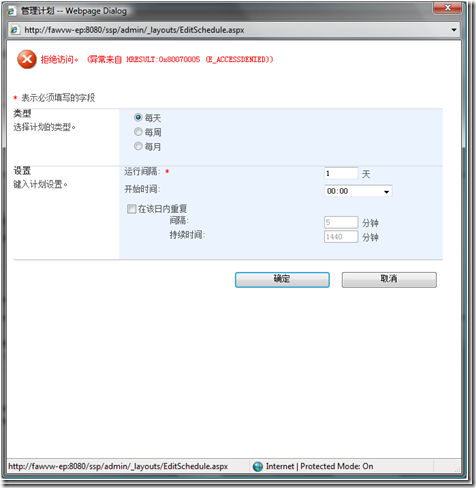 管理计划 -- Webpage Dialog
http://fawvw-ep:8080/ssp/admin/_layouts/EditSchedule.aspx
拒绝访问。 (异常来自 HRESULT:0x80070005 (E_ACCESSDENIED))
* 表示必须填写的字段
类型
选择计划的类型。
每天
每周
每月
设置
键入计划设置。
运行间隔: * 1 天
开始时间: 00:00
在该日内重复
间隔: 5 分钟
持续时间: 1440 分钟
确定 取消
http://fawvw-ep:8080/ssp/admin/_layouts/EditSchedule.aspx Internet | Protected Mode: On